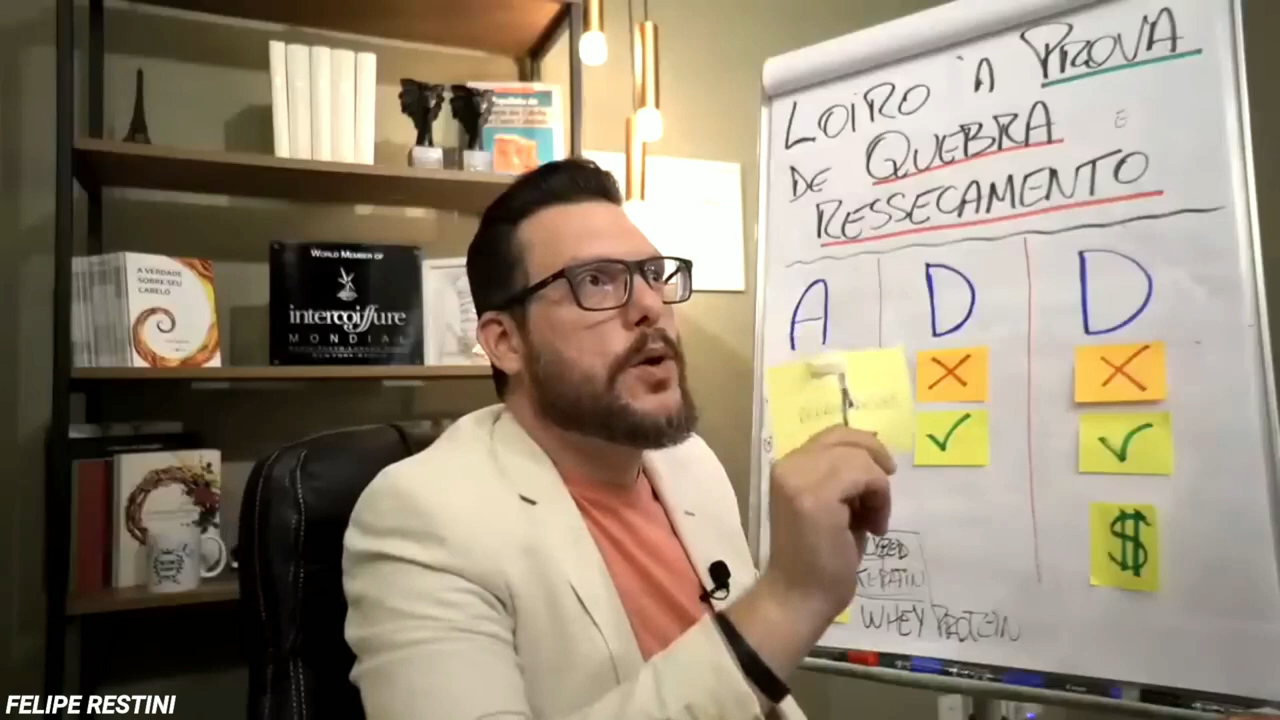 LOIRO À PROVA
DE QUEBRA E
RESSECAMENTO
A D D
$
KERATIN
WHEY PROTEIN
A VERDADE
SOBRE SEU
CABELO
WORLD MEMBER OF
intercoiffure
MONDIAL
FELIPE RESTINI